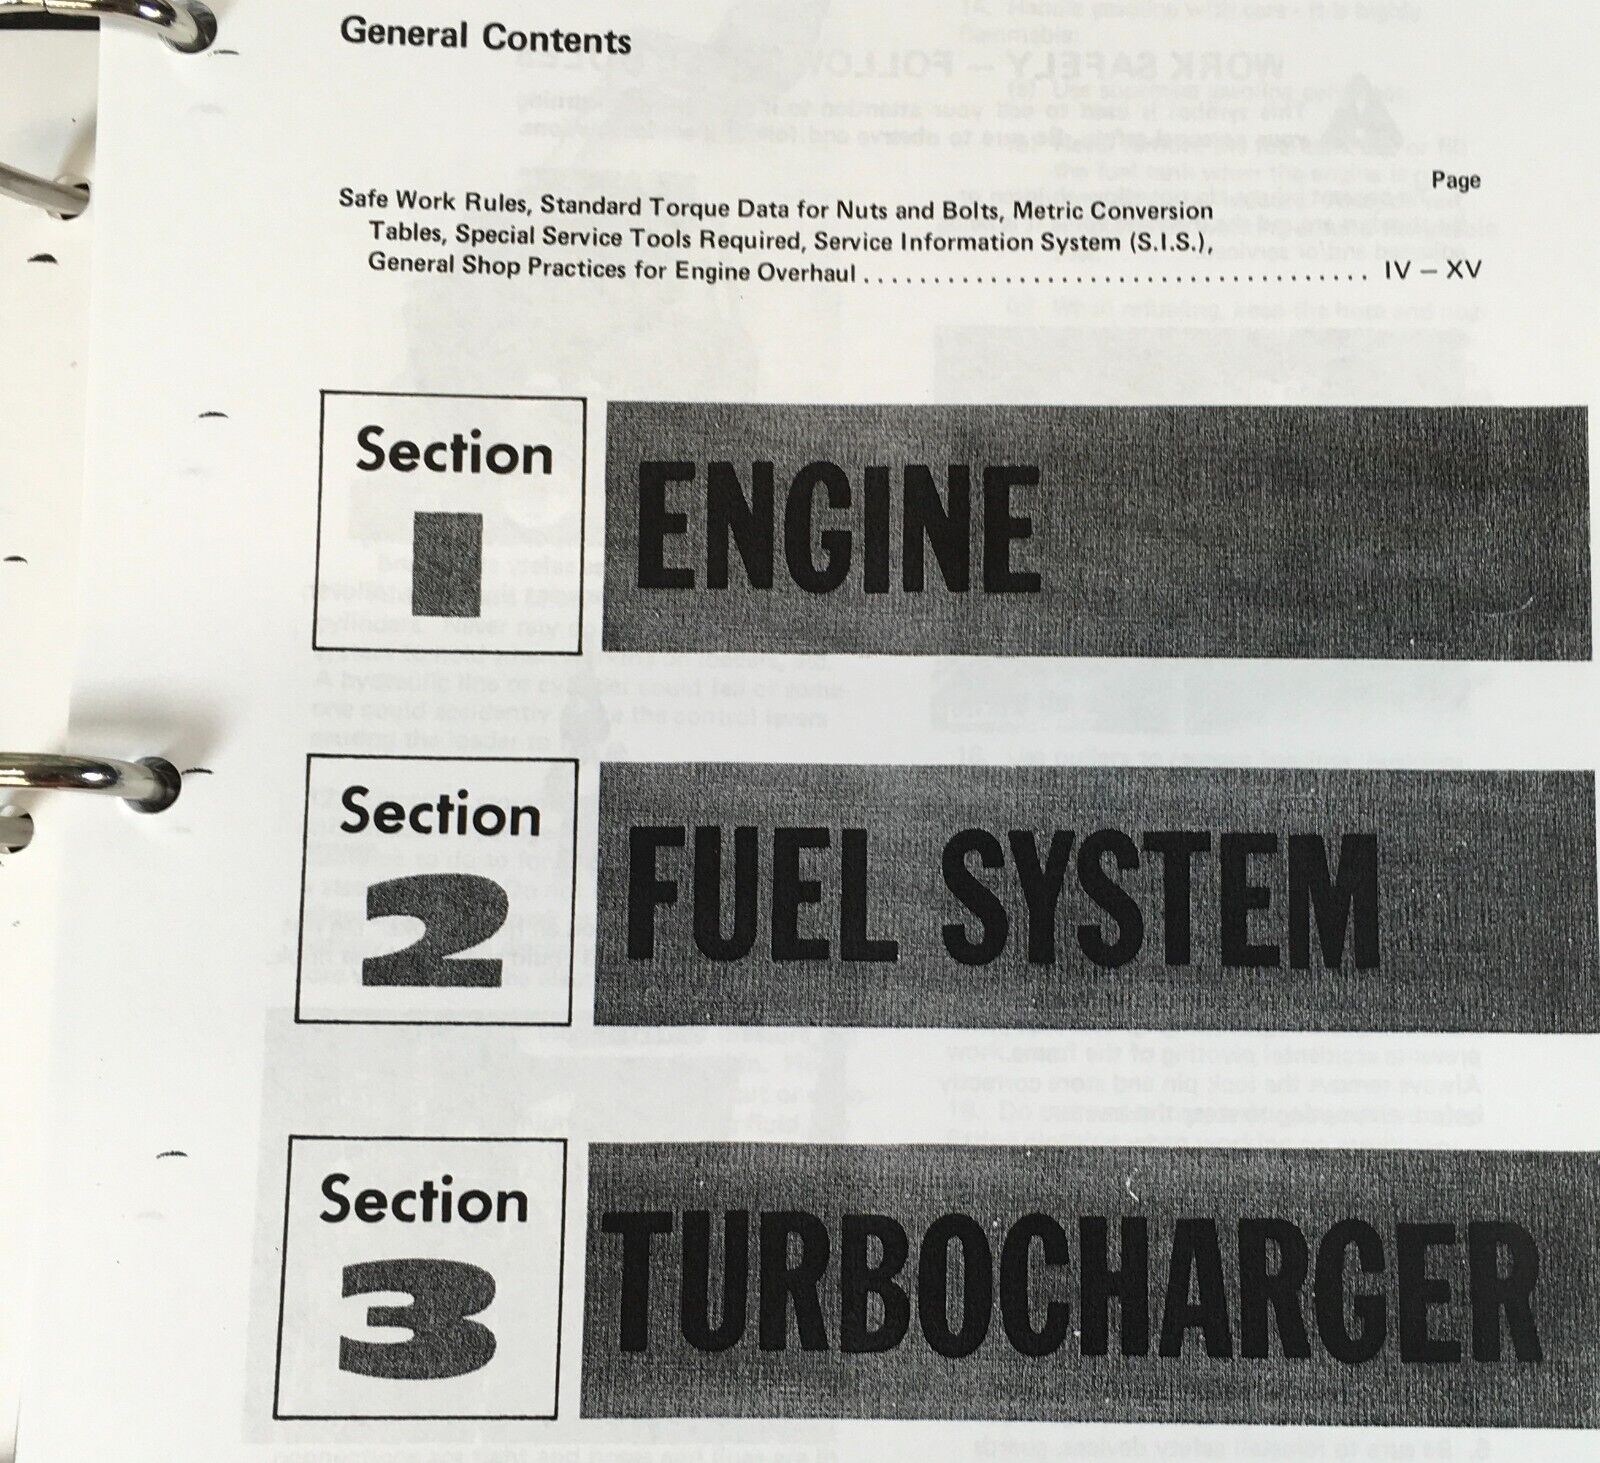 General Contents
Page
Safe Work Rules, Standard Torque Data for Nuts and Bolts, Metric Conversion
Tables, Special Service Tools Required, Service Information System (S.I.S.),
General Shop Practices for Engine Overhaul .................................... IV – XV
Section
1
ENGINE
Section
2
FUEL SYSTEM
Section
3
TURBOCHARGER